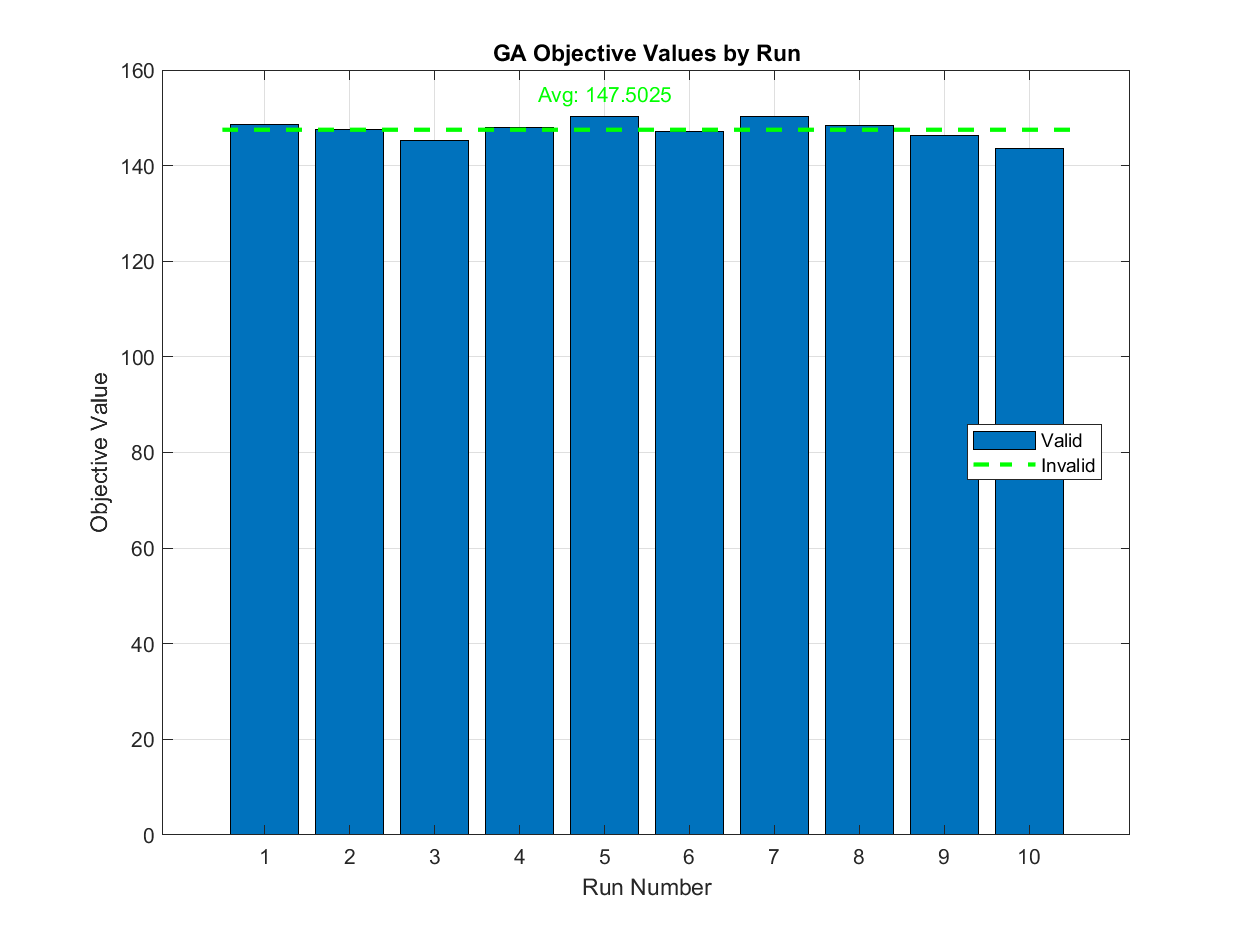 GA Objective Values by Run
Avg: 147.5025
160
140
120
100
80
60
40
20
0
Objective Value
Valid
Invalid
1 2 3 4 5 6 7 8 9 10
Run Number